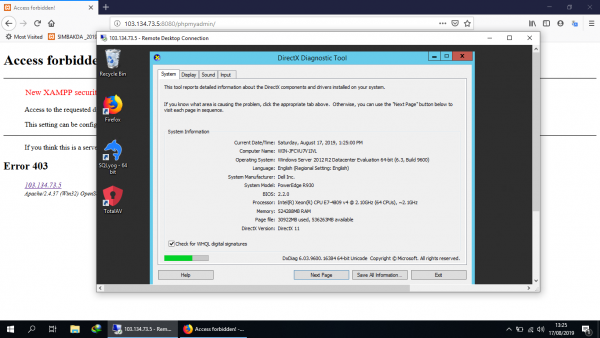 Access forbidden!
103.134.73.5:8080/phpmyadmin/
Most Visited
SIMBAKDA _2019
Access forbidde
New XAMPP securi
Access to the requested d
This setting can be config
If you think this is a serve
Error 403
103.134.73.5
Apache/2.4.37 (Win32) OpenS
103.134.73.5 - Remote Desktop Connection
Recycle Bin
Firefox
SQLyog - 64 bit
TotalAV
DirectX Diagnostic Tool
System
Display
Sound
Input
This tool reports detailed information about the DirectX components and drivers installed on your system.
If you know what area is causing the problem, click the appropriate tab above. Otherwise, you can use the "Next Page" button below to
visit each page in sequence.
System Information
Current Date/Time: Saturday, August 17, 2019, 1:25:00 PM
Operating System: Windows Server 2012 R2 Datacenter Evaluation 64-bit (6.3, Build 9600)
Computer Name:
Language: English (Regional Setting: English)
System Manufacturer: Dell Inc.
System Model: PowerEdge R930
BIOS: 2.2.0
Processor: Intel(R) Xeon(R) CPU E7-4809 v4 @ 2.10GHz (64 CPUs), ~2.1GHz
Memory: 524288MB RAM
Page file: 30922MB used, 536263MB available
DirectX Version: DirectX 11
Check for WHQL digital signatures
DxDiag 6.03.9600.16384 64-bit Unicode Copyright © Microsoft. All rights reserved.
Help
Next Page
Save All Information...
Exit
103.134.73.5 - Remo...
Access forbidden! -...
13:25
17/08/2019